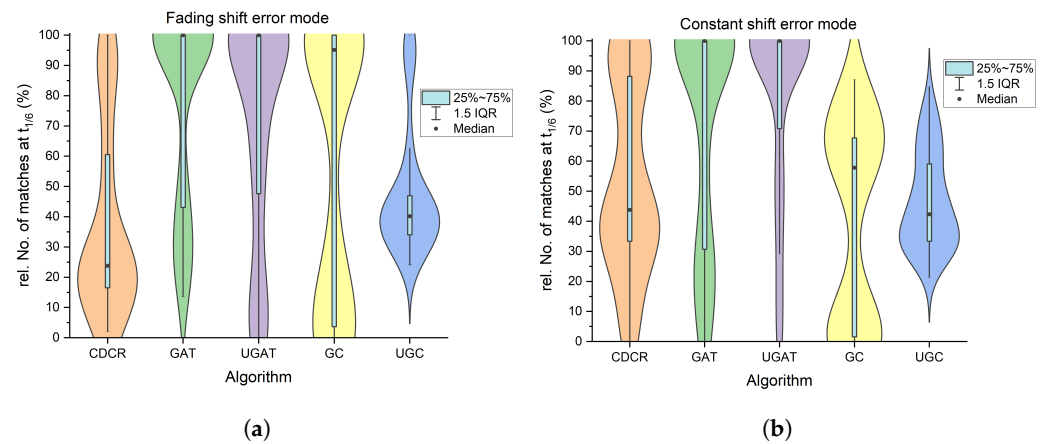 Fading shift error mode
rel. No. of matches at t1/6 (%)
100
90
80
70
60
50
40
30
20
10
0
25%~75%
1.5 IQR
Median
CDCR GAT UGAT GC UGC
Algorithm
(a)
Constant shift error mode
rel. No. of matches at t1/6 (%)
100
90
80
70
60
50
40
30
20
10
0
25%~75%
1.5 IQR
Median
CDCR GAT UGAT GC UGC
Algorithm
(b)